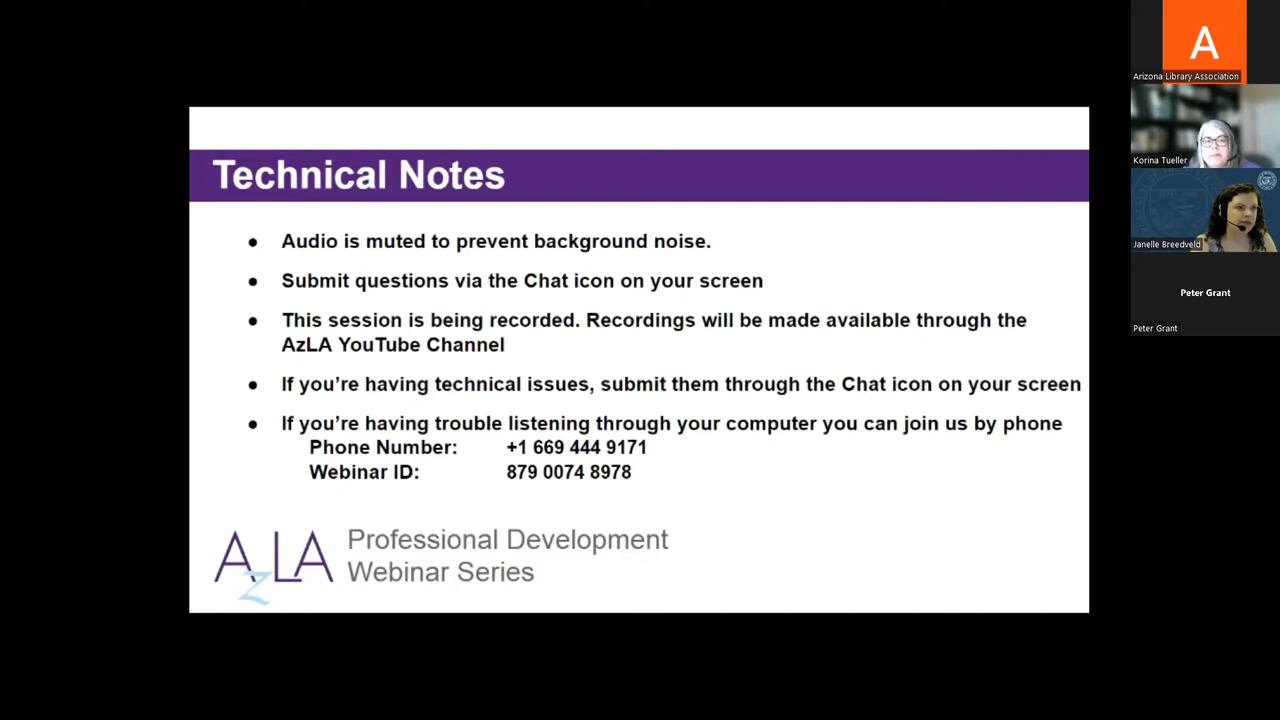 Technical Notes
● Audio is muted to prevent background noise.
● Submit questions via the Chat icon on your screen
● This session is being recorded. Recordings will be made available through the
AzLA YouTube Channel
● If you're having technical issues, submit them through the Chat icon on your screen
● If you're having trouble listening through your computer you can join us by phone
Phone Number: +1 669 444 9171
Webinar ID: 879 0074 8978
AzLA
Professional Development
Webinar Series
A
Arizona Library Association
Korina Tueller
Janelle Breedveld
Peter Grant
Peter Grant